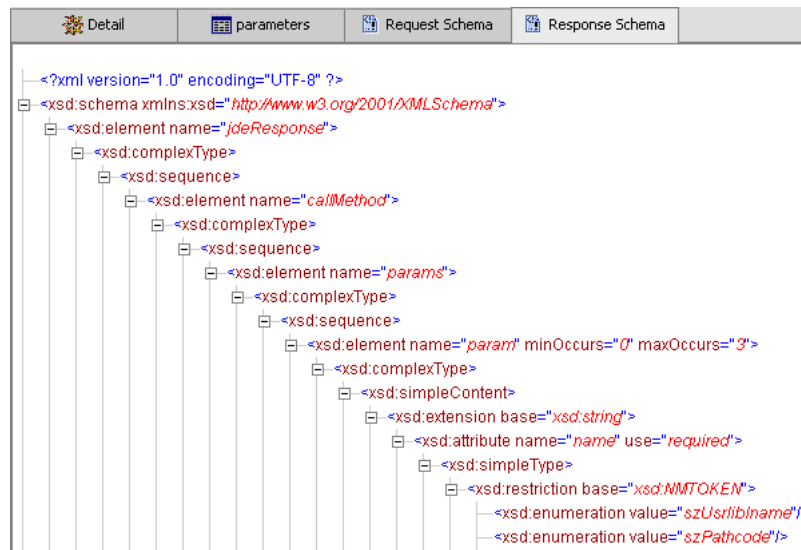 Detail parameters Request Schema Response Schema
<?xml version="1.0" encoding="UTF-8" ?>
<xsd:schema xmlns:xsd="http://www.w3.org/2001/XMLSchema">
<xsd:element name="jdeResponse">
<xsd:complexType>
<xsd:sequence>
<xsd:element name="callMethod">
<xsd:complexType>
<xsd:sequence>
<xsd:element name="params">
<xsd:complexType>
<xsd:sequence>
<xsd:element name="param" minOccurs="0" maxOccurs="3">
<xsd:complexType>
<xsd:simpleContent>
<xsd:extension base="xsd:string">
<xsd:attribute name="name" use="required">
<xsd:simpleType>
<xsd:restriction base="xsd:NMTOKEN">
<xsd:enumeration value="szUsrliblname"/
<xsd:enumeration value="szPathcode"/>